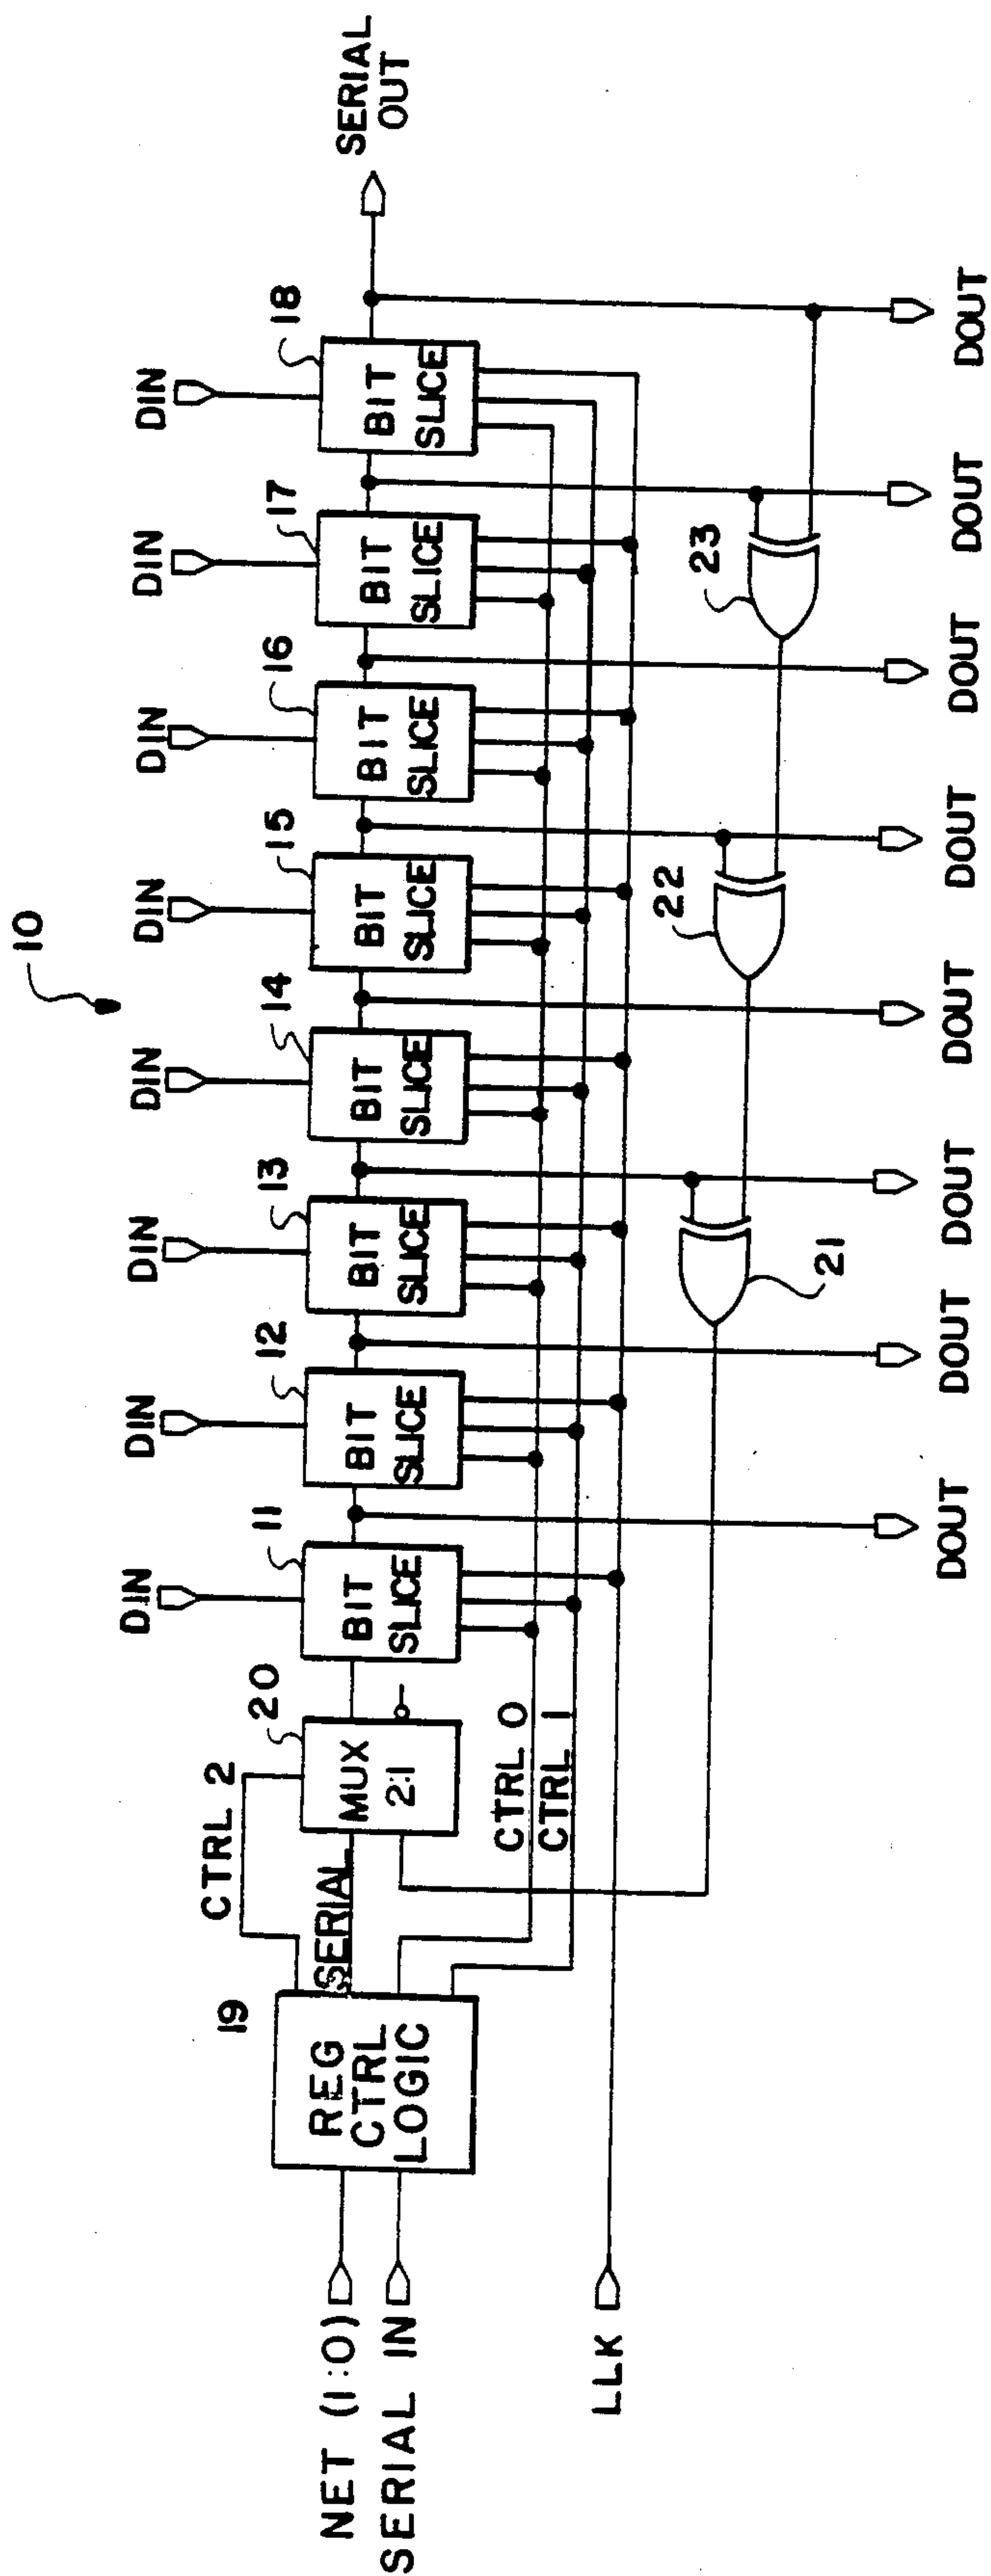 10
DIN
DIN
DIN
DIN
DIN
DIN
DIN
DIN
11
12
13
14
15
16
17
18
19
CTRL 2
20
NET (1:0)
SERIAL IN
REG
CTRL
LOGIC
SERIAL
MUX
2:1
BIT
SLICE
BIT
SLICE
BIT
SLICE
BIT
SLICE
BIT
SLICE
BIT
SLICE
BIT
SLICE
BIT
SLICE
SERIAL
OUT
CTRL 0
CTRL 1
LLK
21
22
23
DOUT
DOUT
DOUT
DOUT
DOUT
DOUT
DOUT
DOUT